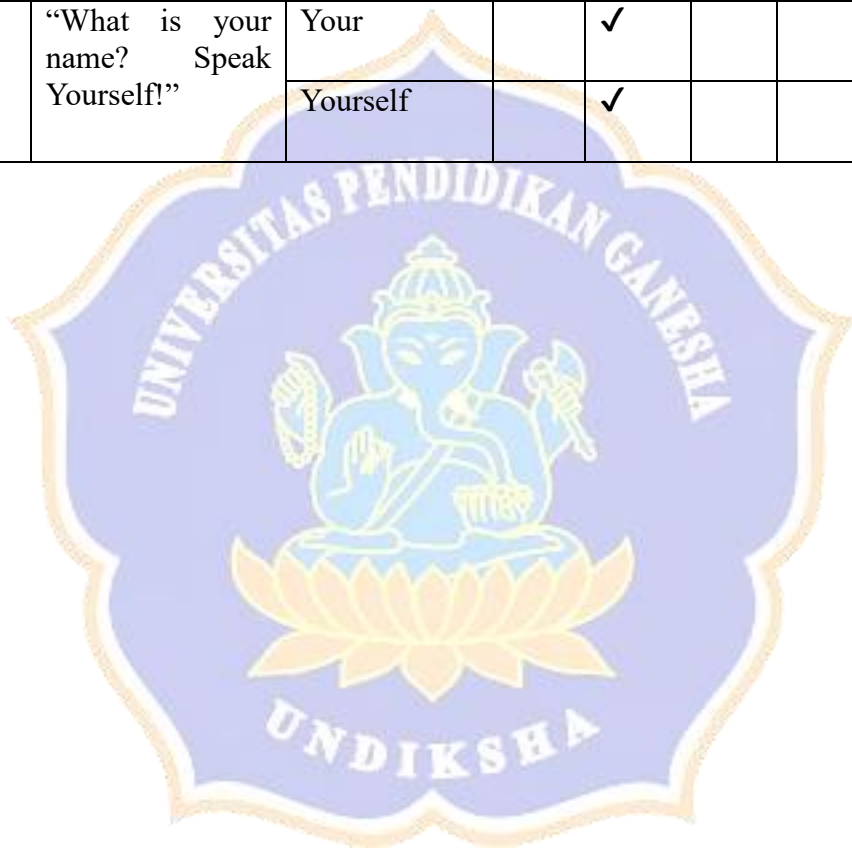 “What is your
name? Speak
Yourself!”
Your
✓
Yourself
✓
UNIVERSITAS PENDIDIKAN GANESHA
UNDIKSHA